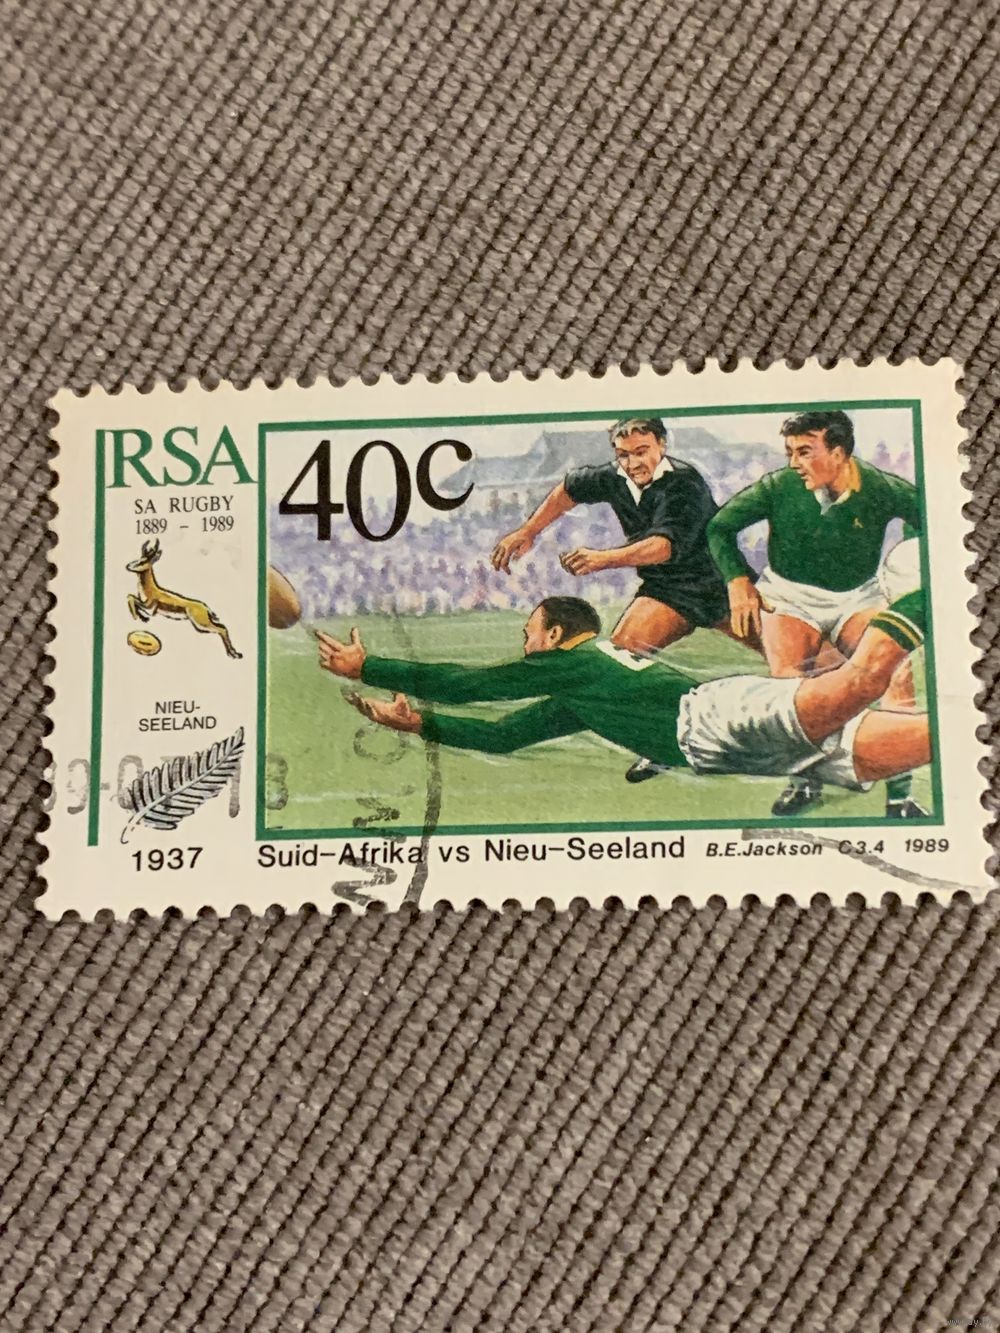 RSA
SA RUGBY
1889 - 1989
NIEU-
SEELAND
1937
40c
Suid-Afrika vs Nieu-Seeland B.E.Jackson C3.4 1989